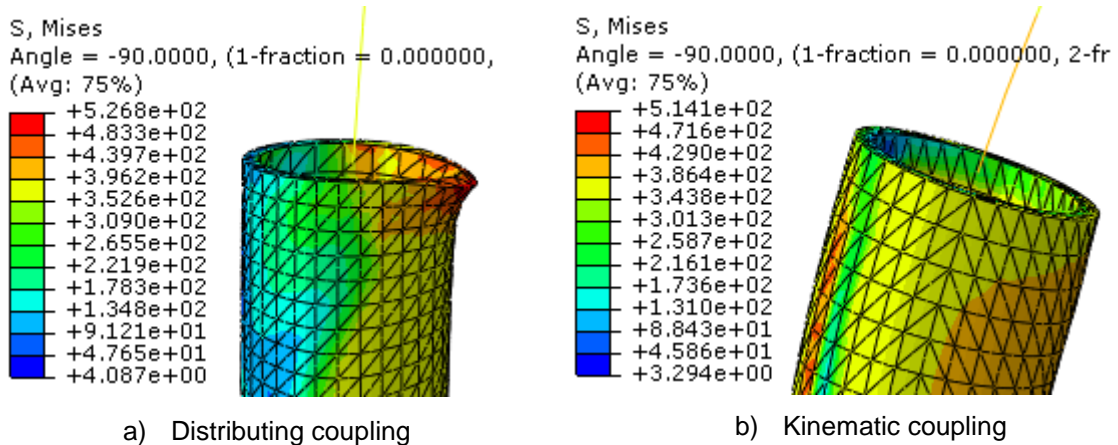 S, Mises
Angle = -90.0000, (1-fraction = 0.000000,
(Avg: 75%)
+5.268e+02
+4.833e+02
+4.397e+02
+3.962e+02
+3.526e+02
+3.090e+02
+2.655e+02
+2.219e+02
+1.783e+02
+1.348e+02
+9.121e+01
+4.765e+01
+4.087e+00
a) Distributing coupling
S, Mises
Angle = -90.0000, (1-fraction = 0.000000, 2-fr
(Avg: 75%)
+5.141e+02
+4.716e+02
+4.290e+02
+3.864e+02
+3.438e+02
+3.013e+02
+2.587e+02
+2.161e+02
+1.736e+02
+1.310e+02
+8.843e+01
+4.586e+01
+3.294e+00
b) Kinematic coupling